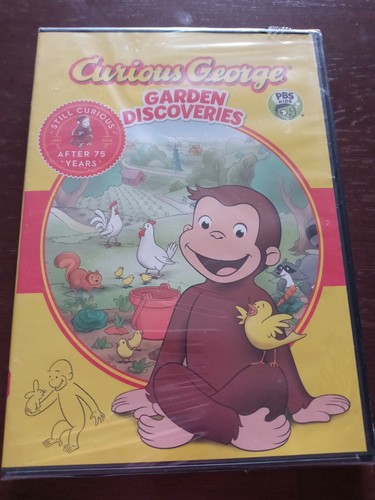 Curious George
GARDEN
DISCOVERIES
PBS
KIDS
STILL CURIOUS
AFTER 75
YEARS